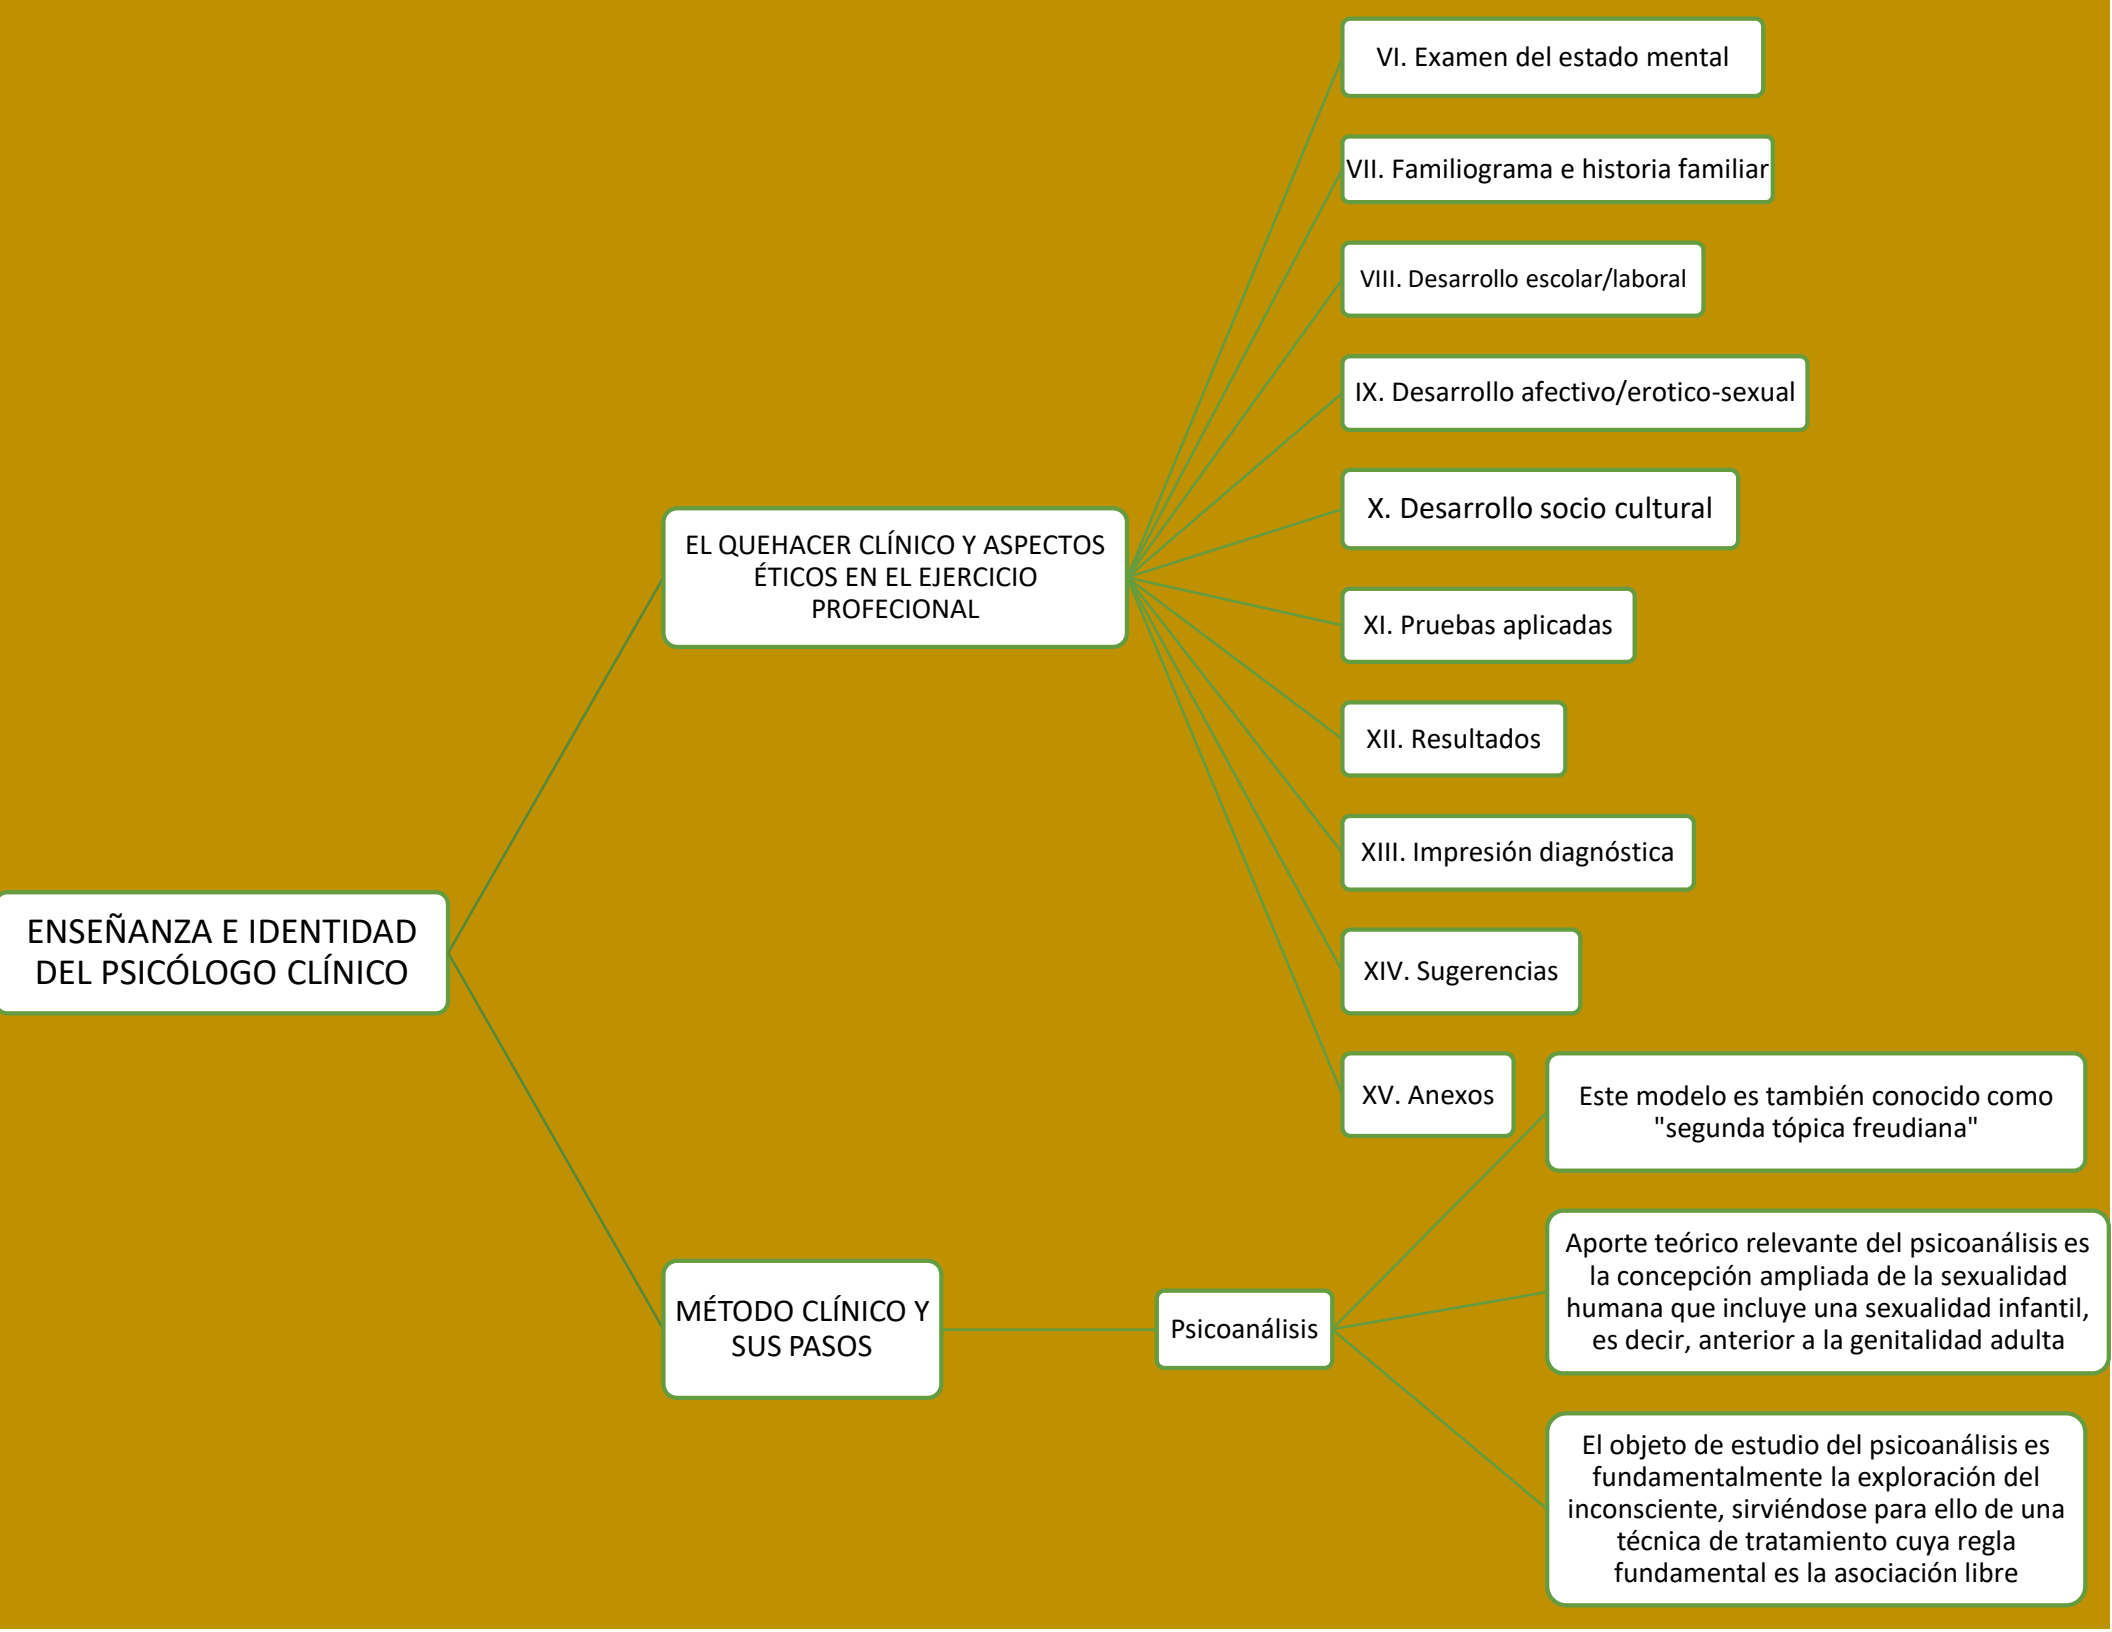 ENSEÑANZA E IDENTIDAD
DEL PSICÓLOGO CLÍNICO
EL QUEHACER CLÍNICO Y ASPECTOS
ÉTICOS EN EL EJERCICIO
PROFECIONAL
VI. Examen del estado mental
VII. Familiograma e historia familiar
VIII. Desarrollo escolar/laboral
IX. Desarrollo afectivo/erotico-sexual
X. Desarrollo socio cultural
XI. Pruebas aplicadas
XII. Resultados
XIII. Impresión diagnóstica
XIV. Sugerencias
XV. Anexos
MÉTODO CLÍNICO Y
SUS PASOS
Psicoanálisis
Este modelo es también conocido como
"segunda tópica freudiana"
Aporte teórico relevante del psicoanálisis es
la concepción ampliada de la sexualidad
humana que incluye una sexualidad infantil,
es decir, anterior a la genitalidad adulta
El objeto de estudio del psicoanálisis es
fundamentalmente la exploración del
inconsciente, sirviéndose para ello de una
técnica de tratamiento cuya regla
fundamental es la asociación libre